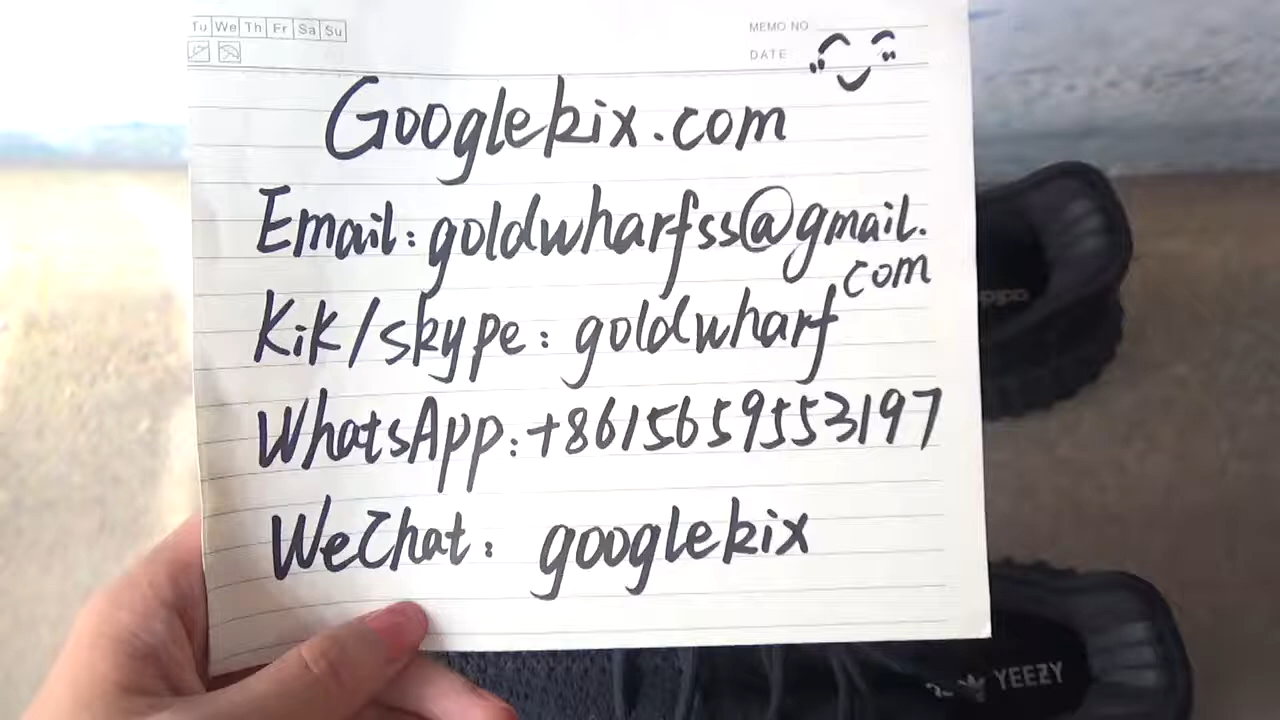 Tu We Th Fr Sa Su
MEMO NO
DATE
Googlekix.com
Email: goldwharfss@gmail.
com
Kik/skype: goldwharf
WhatsApp: +8615659553197
WeChat: googlekix
YEEZY